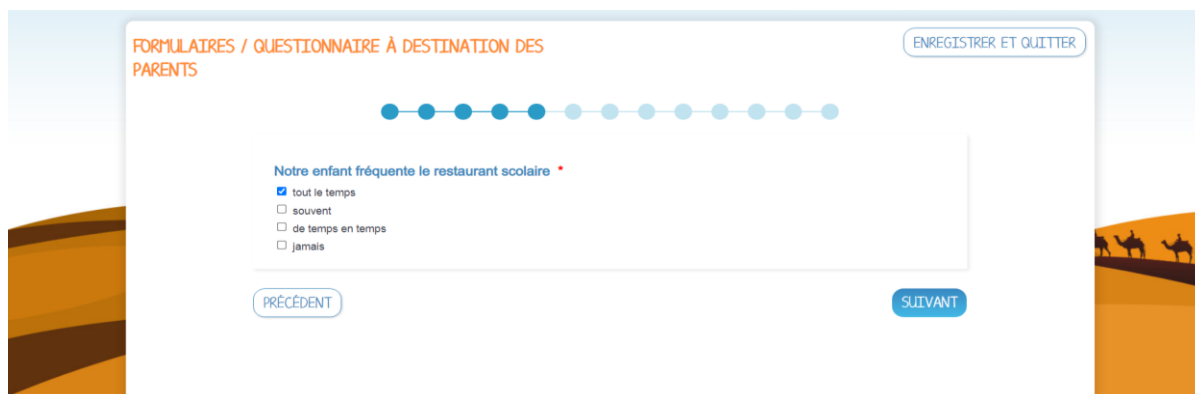 FORMULAIRES / QUESTIONNAIRE À DESTINATION DES
PARENTS
ENREGISTRER ET QUITTER
Notre enfant fréquente le restaurant scolaire *
tout le temps
souvent
de temps en temps
jamais
PRÉCÉDENT
SUIVANT